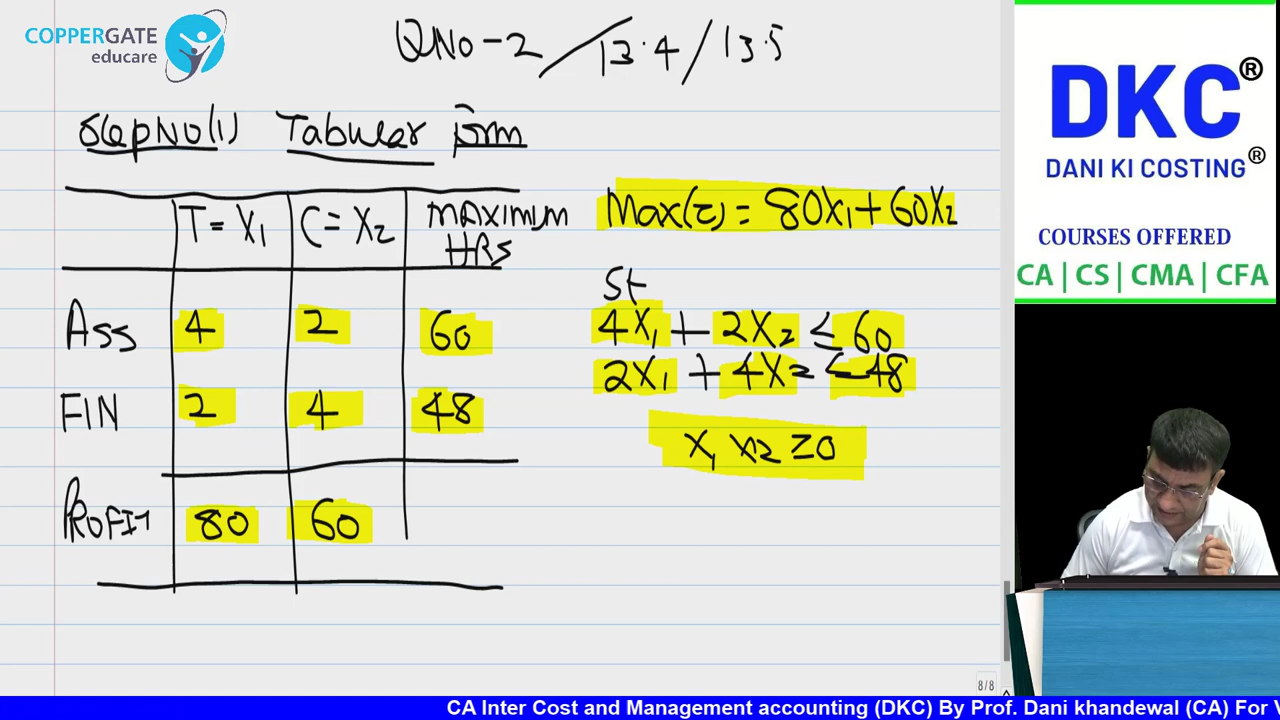 COPPERGATE
educare
QNo-2 / 13.4 / 13.5
Step No(1) Tabular form
T = X1 C = X2 MAXIMUM HRS
Ass 4 2 60
FIN 2 4 48
PROFIT 80 60
Max(z) = 80X1 + 60X2
St
4X1 + 2X2 ≤ 60
2X1 + 4X2 ≤ 48
X1 X2 ≥ 0
DKC®
DANI KI COSTING®
COURSES OFFERED
CA | CS | CMA | CFA
8/8
CA Inter Cost and Management accounting (DKC) By Prof. Dani khandewal (CA) For V